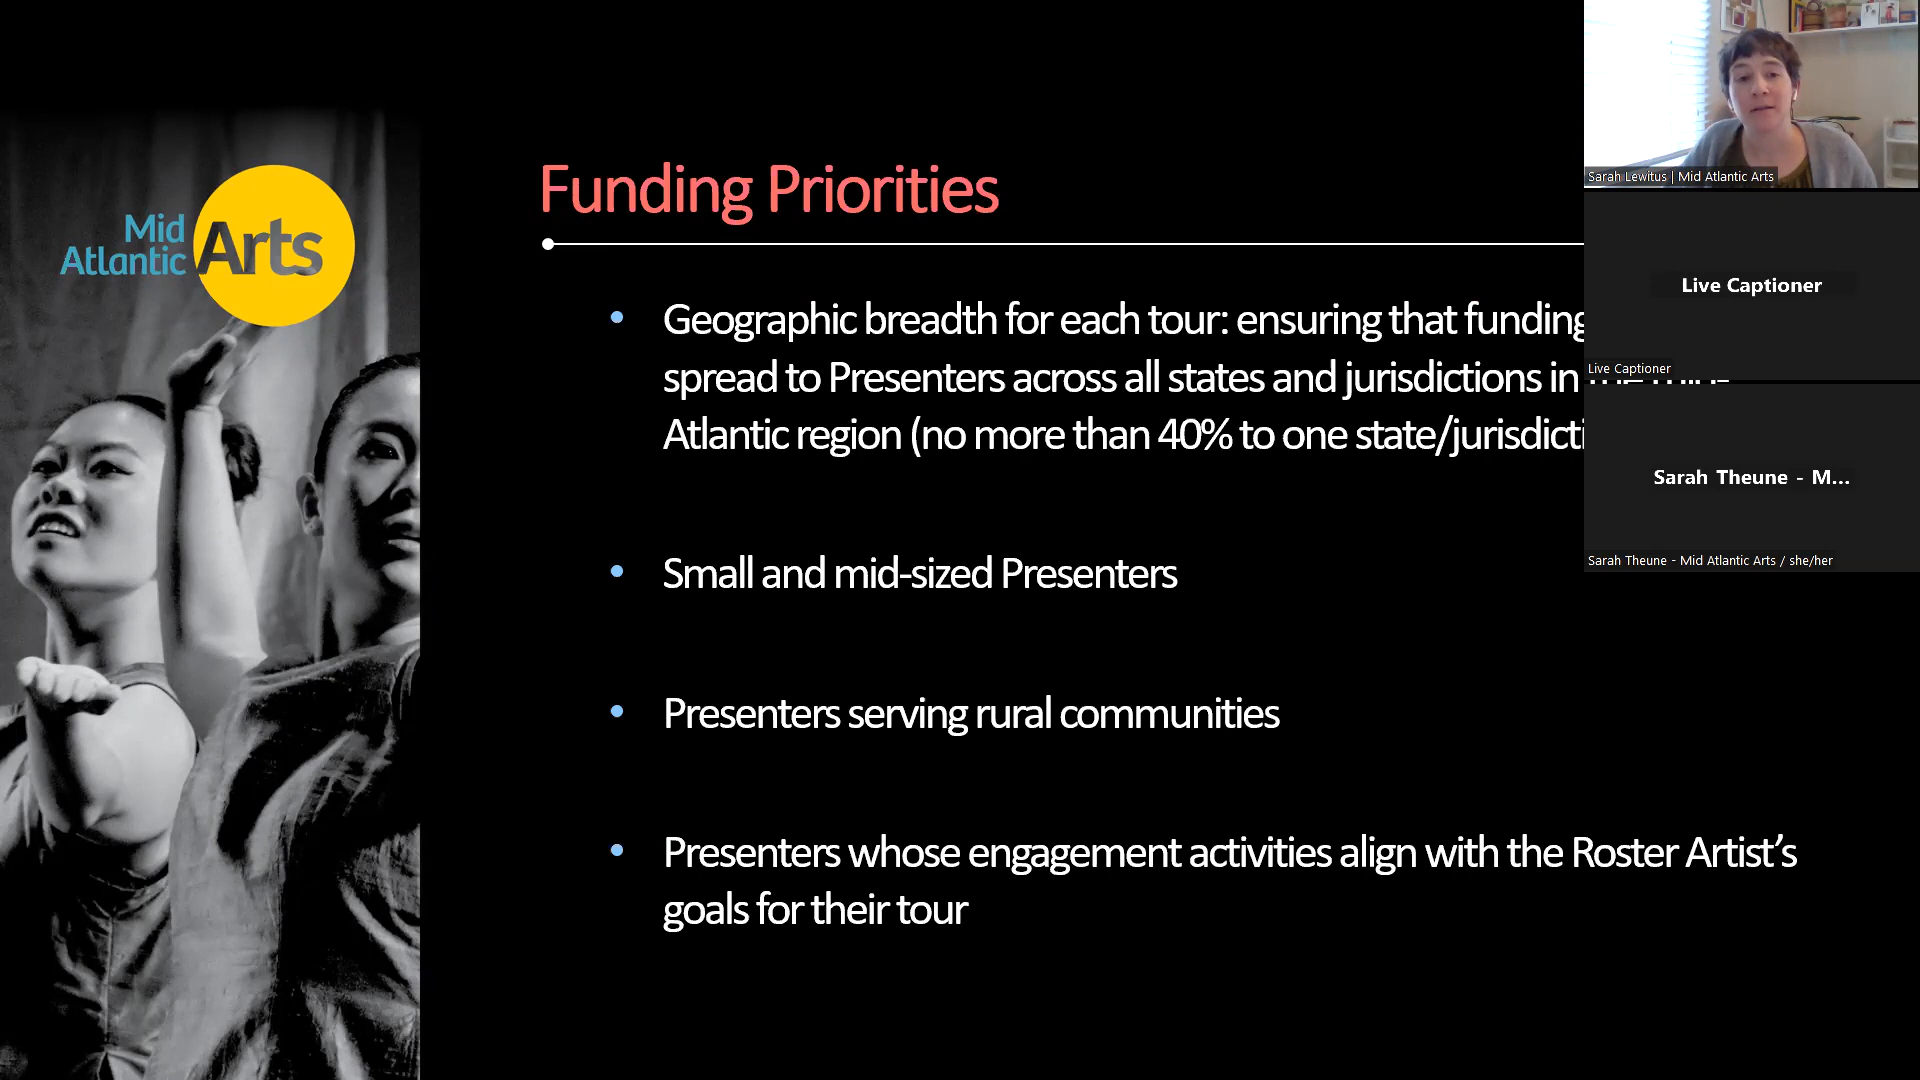 Mid
Atlantic
Arts
Funding Priorities
Geographic breadth for each tour: ensuring that funding
spread to Presenters across all states and jurisdictions in
Atlantic region (no more than 40% to one
Small and mid-sized Presenters
Presenters serving rural communities
Presenters whose engagement activities align with the Roster Artist’s
goals for their tour
Sarah Lewitus | Mid Atlantic Arts
Live Captioner
Live Captioner
Sarah Theune - M...
Sarah Theune - Mid Atlantic Arts / she/her